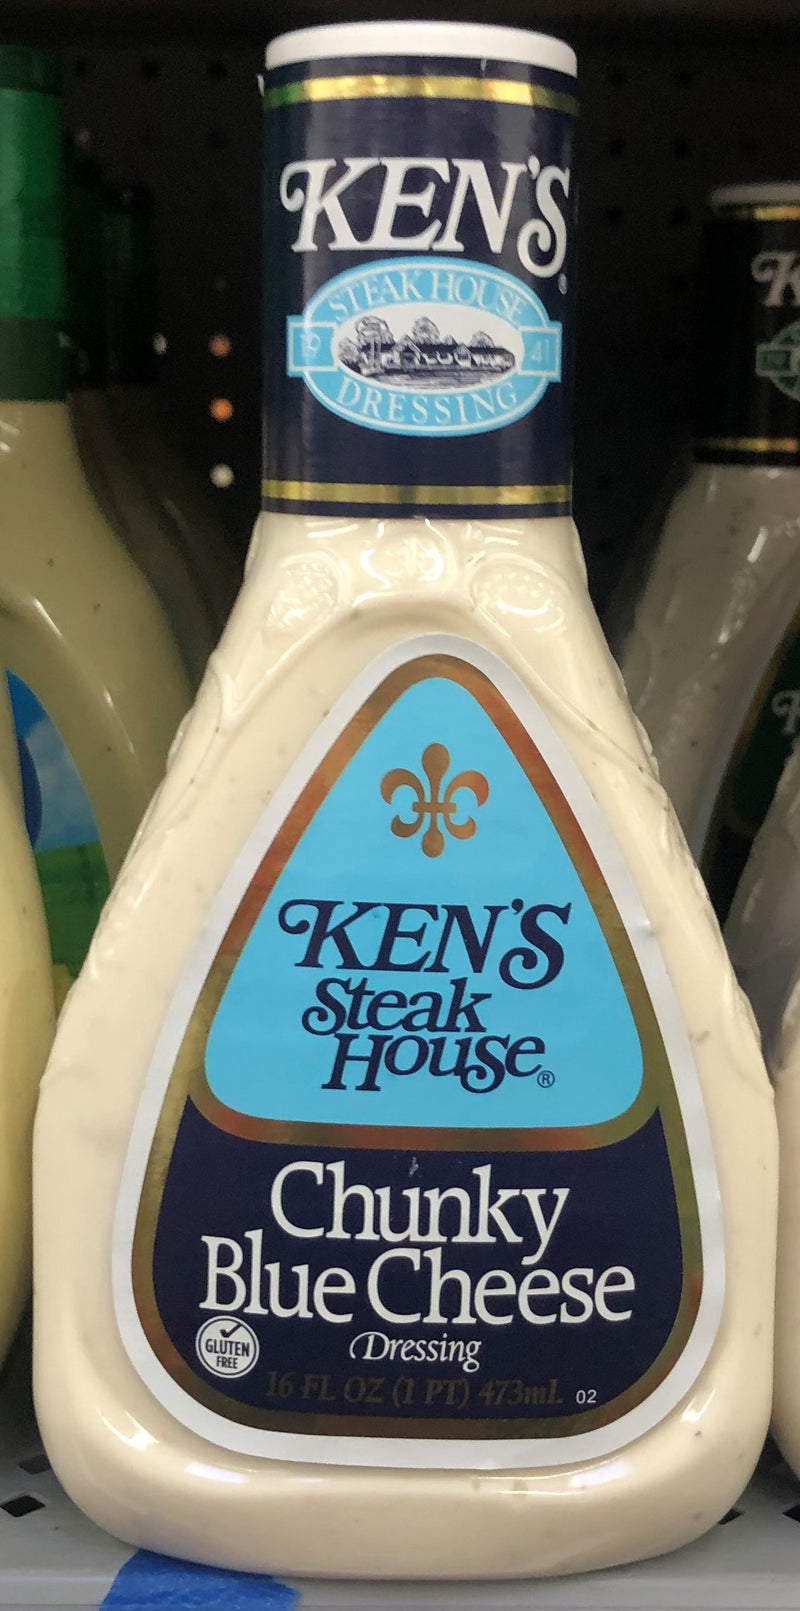 KEN'S
STEAK HOUSE
19 41
DRESSING
KEN'S
Steak
House®
Chunky
Blue Cheese
Dressing
GLUTEN
FREE
16 FL OZ (1 PT) 473mL 02